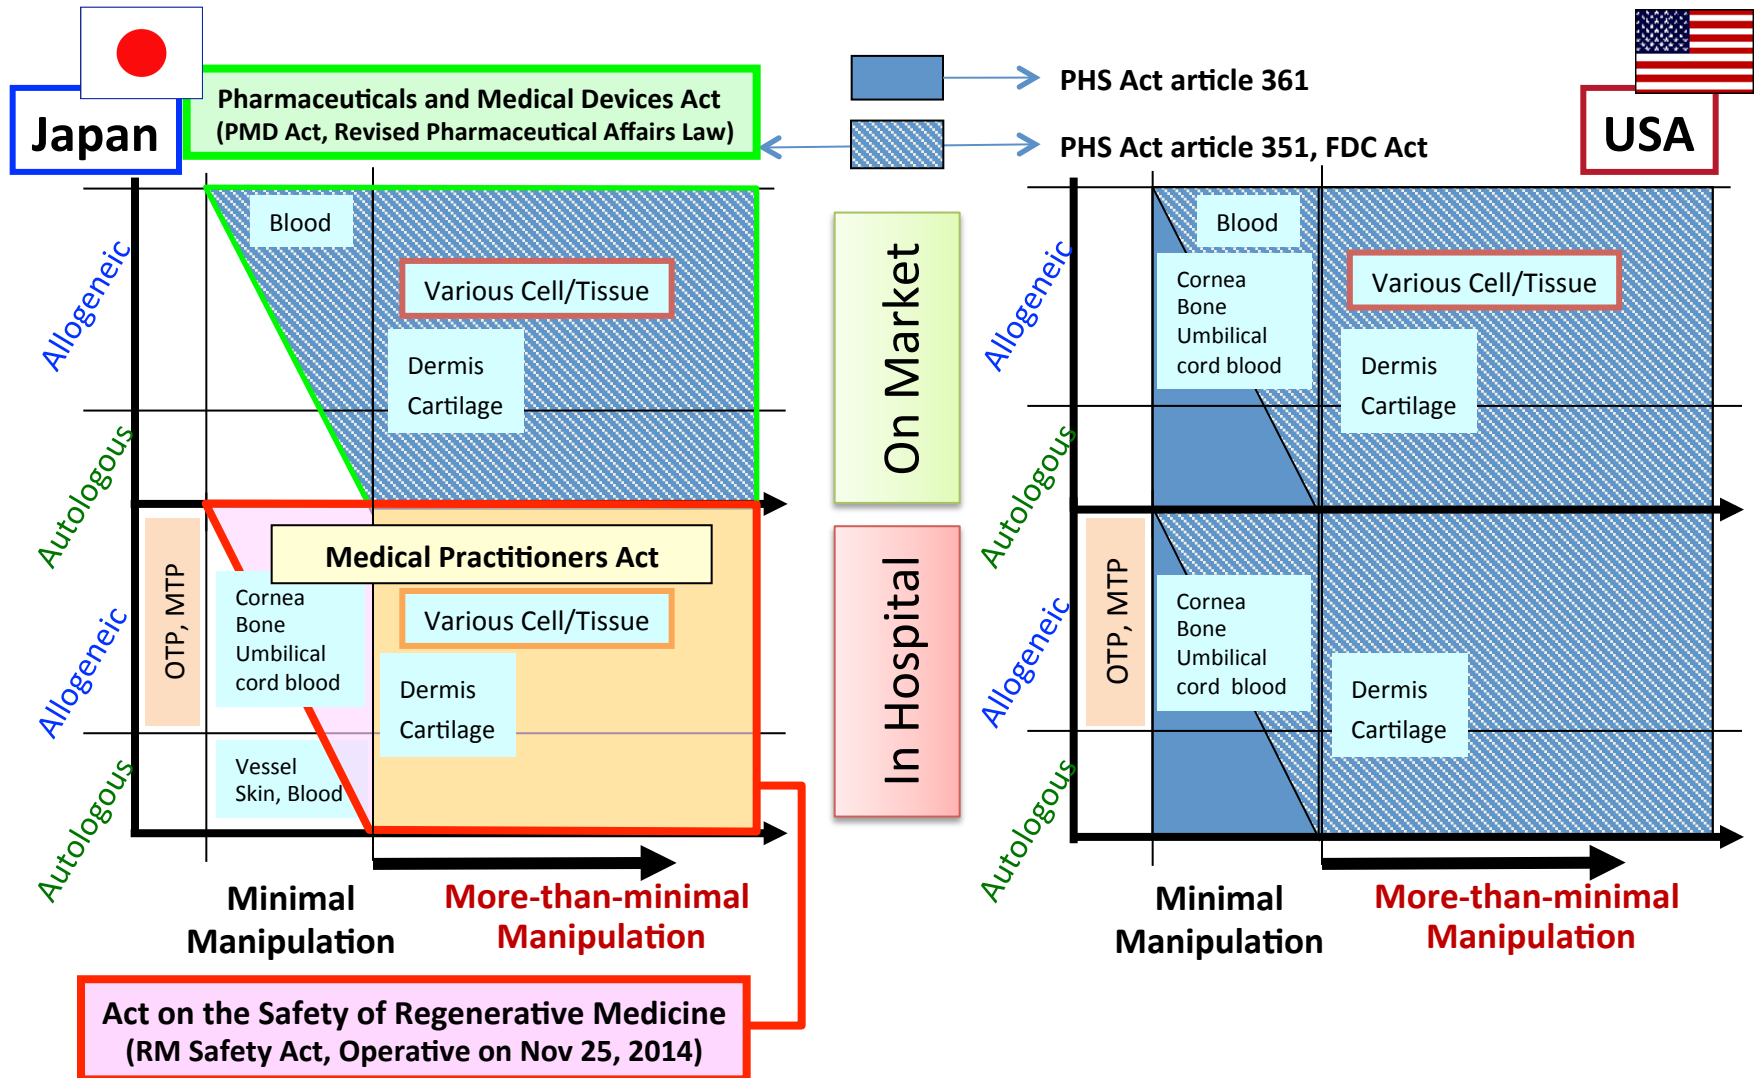 Japan
Pharmaceuticals and Medical Devices Act
(PMD Act, Revised Pharmaceutical Affairs Law)
PHS Act article 361
PHS Act article 351, FDC Act
USA
Allogeneic
Autologous
Blood
Various Cell/Tissue
Dermis
Cartilage
Allogeneic
Autologous
OTP, MTP
Medical Practitioners Act
Cornea
Bone
Umbilical
cord blood
Various Cell/Tissue
Dermis
Cartilage
Vessel
Skin, Blood
Minimal
Manipulation
More-than-minimal
Manipulation
Act on the Safety of Regenerative Medicine
(RM Safety Act, Operative on Nov 25, 2014)
On Market
In Hospital
Allogeneic
Autologous
Blood
Cornea
Bone
Umbilical
cord blood
Various Cell/Tissue
Dermis
Cartilage
Allogeneic
Autologous
OTP, MTP
Cornea
Bone
Umbilical
cord blood
Dermis
Cartilage
Minimal
Manipulation
More-than-minimal
Manipulation